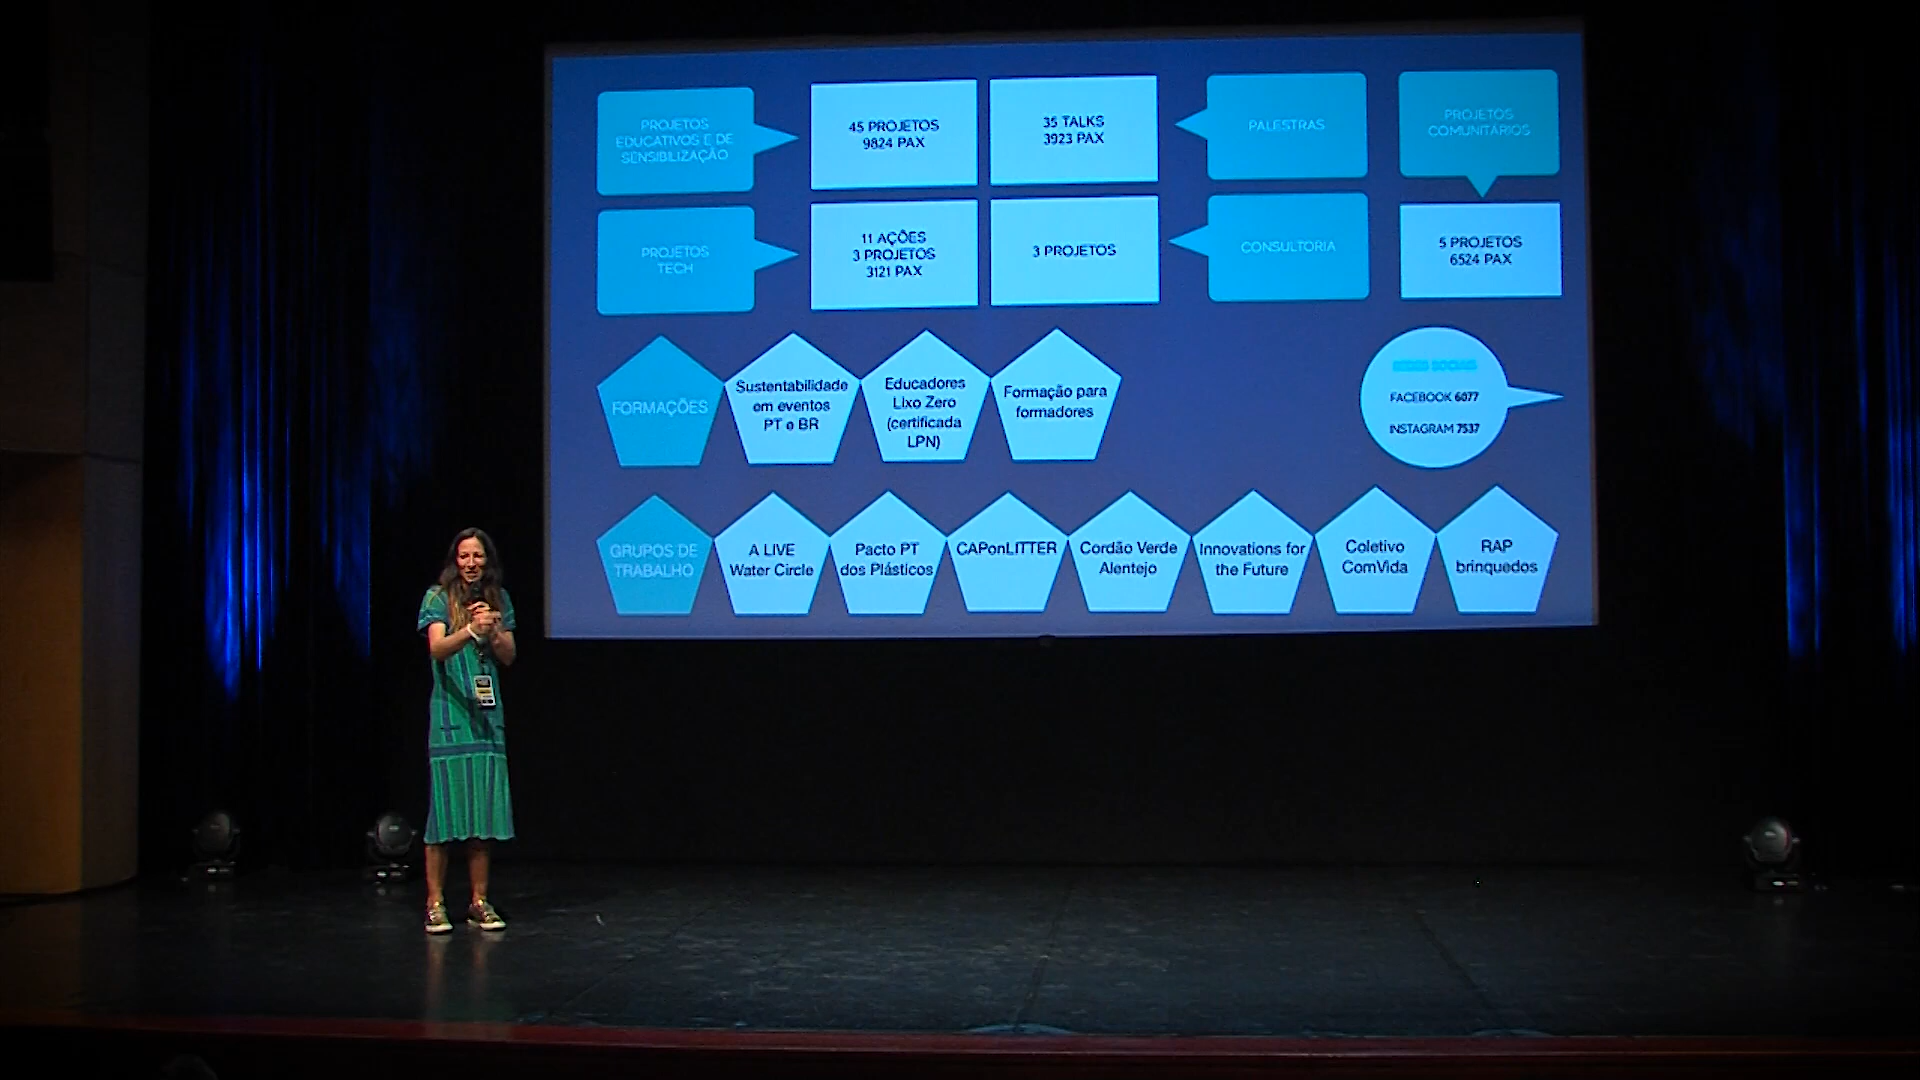 PROJETOS
EDUCATIVOS E DE
SENSIBILIZAÇÃO
45 PROJETOS
9824 PAX
35 TALKS
3923 PAX
PALESTRAS
PROJETOS
COMUNITÁRIOS
PROJETOS
TECH
11 AÇÕES
3 PROJETOS
3121 PAX
3 PROJETOS
CONSULTORIA
5 PROJETOS
6524 PAX
FORMAÇÕES
Sustentabilidade
em eventos
PT e BR
Educadores
Lixo Zero
(certificada
LPN)
Formação para
formadores
REDES SOCIAIS
FACEBOOK 6077
INSTAGRAM 7537
GRUPOS DE
TRABALHO
A LIVE
Water Circle
Pacto PT
dos Plásticos
CAPonLITTER
Cordão Verde
Alentejo
Innovations for
the Future
Coletivo
ComVida
RAP
brinquedos